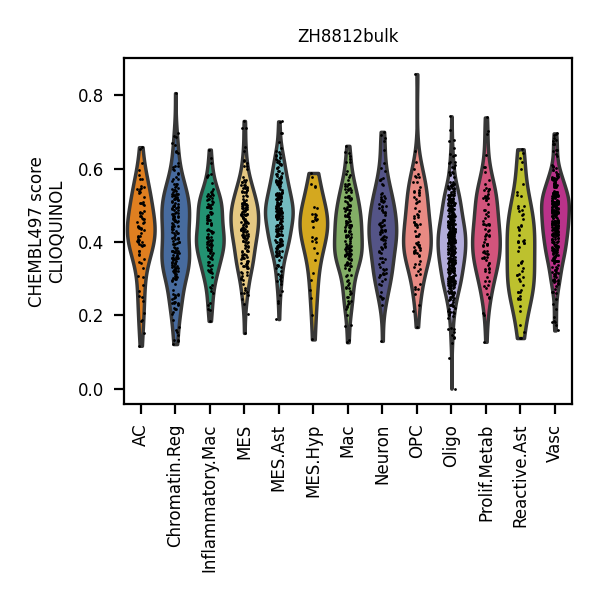 ZH8812bulk
CHEMBL497 score
CLIOQUINOL
0.8
0.6
0.4
0.2
0.0
AC
Chromatin.Reg
Inflammatory.Mac
MES
MES.Ast
MES.Hyp
Mac
Neuron
OPC
Oligo
Prolif.Metab
Reactive.Ast
Vasc